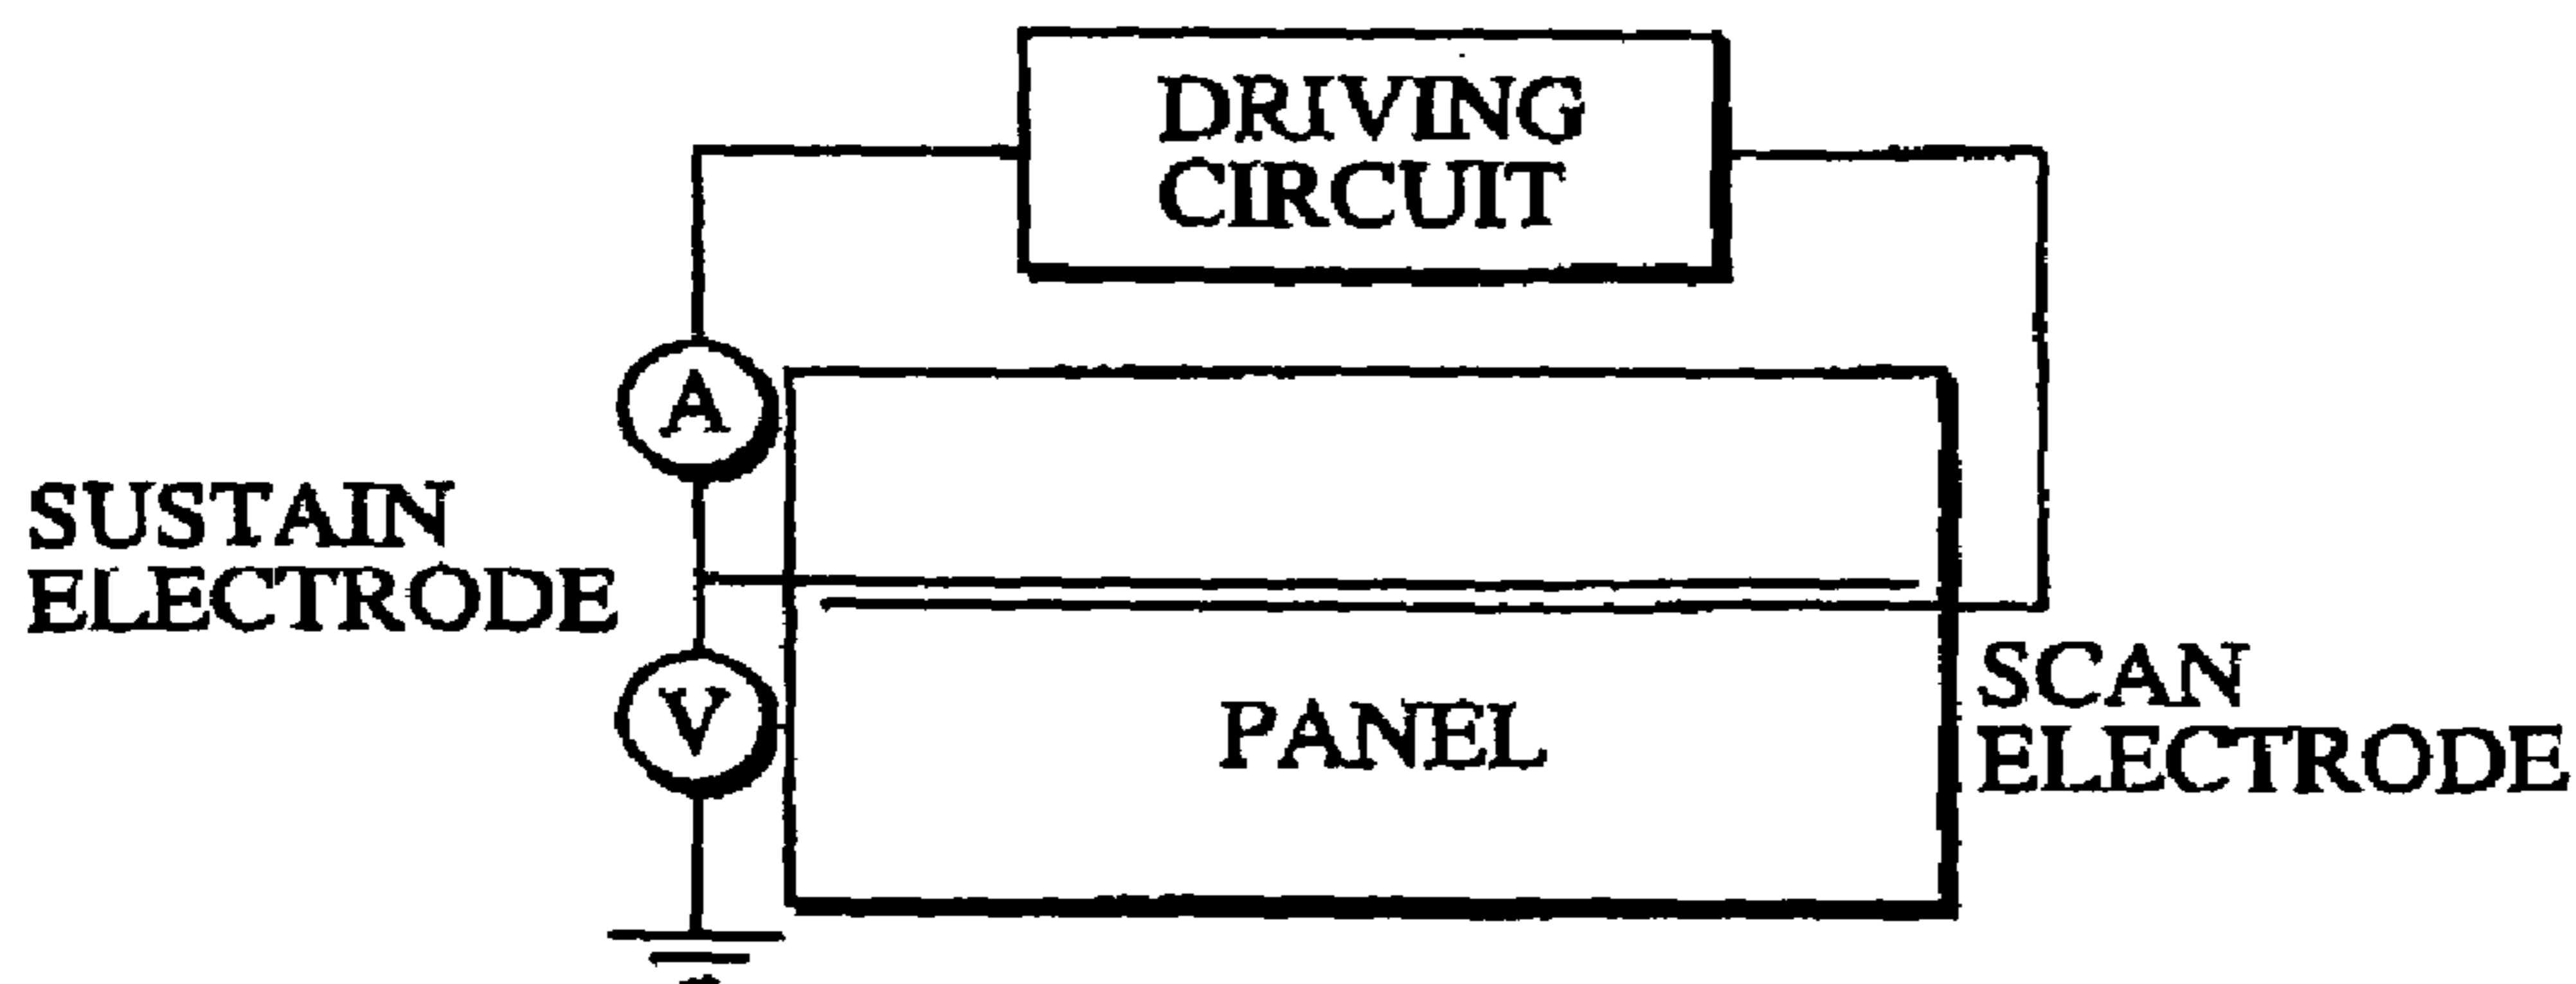 DRIVING
CIRCUIT
A
SUSTAIN
ELECTRODE
V
PANEL
SCAN
ELECTRODE